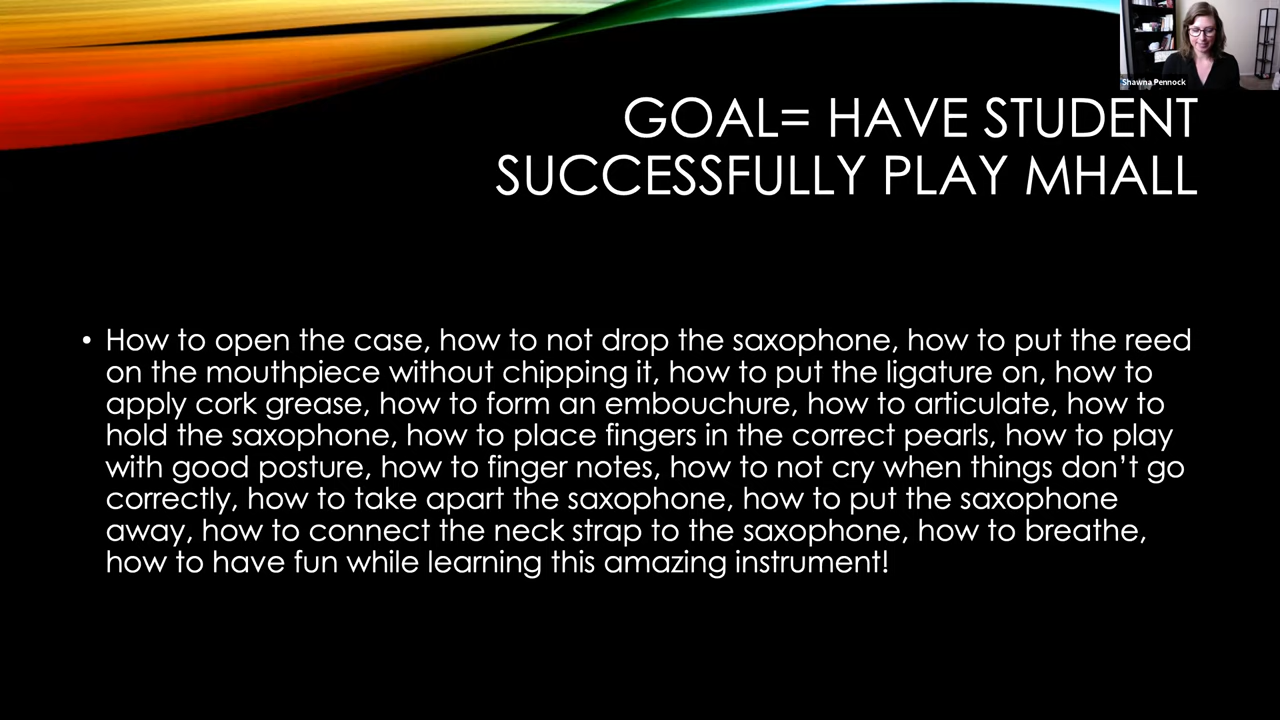 Shawna Pennock
GOAL= HAVE STUDENT
SUCCESSFULLY PLAY MHALL
• How to open the case, how to not drop the saxophone, how to put the reed
on the mouthpiece without chipping it, how to put the ligature on, how to
apply cork grease, how to form an embouchure, how to articulate, how to
hold the saxophone, how to place fingers in the correct pearls, how to play
with good posture, how to finger notes, how to not cry when things don’t go
correctly, how to take apart the saxophone, how to put the saxophone
away, how to connect the neck strap to the saxophone, how to breathe,
how to have fun while learning this amazing instrument!